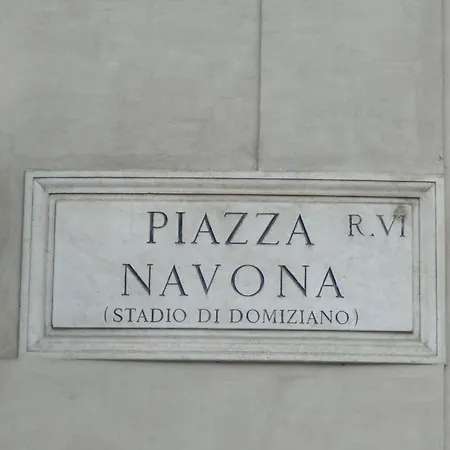 PIAZZA R.VI
NAVONA
(STADIO DI DOMIZIANO)